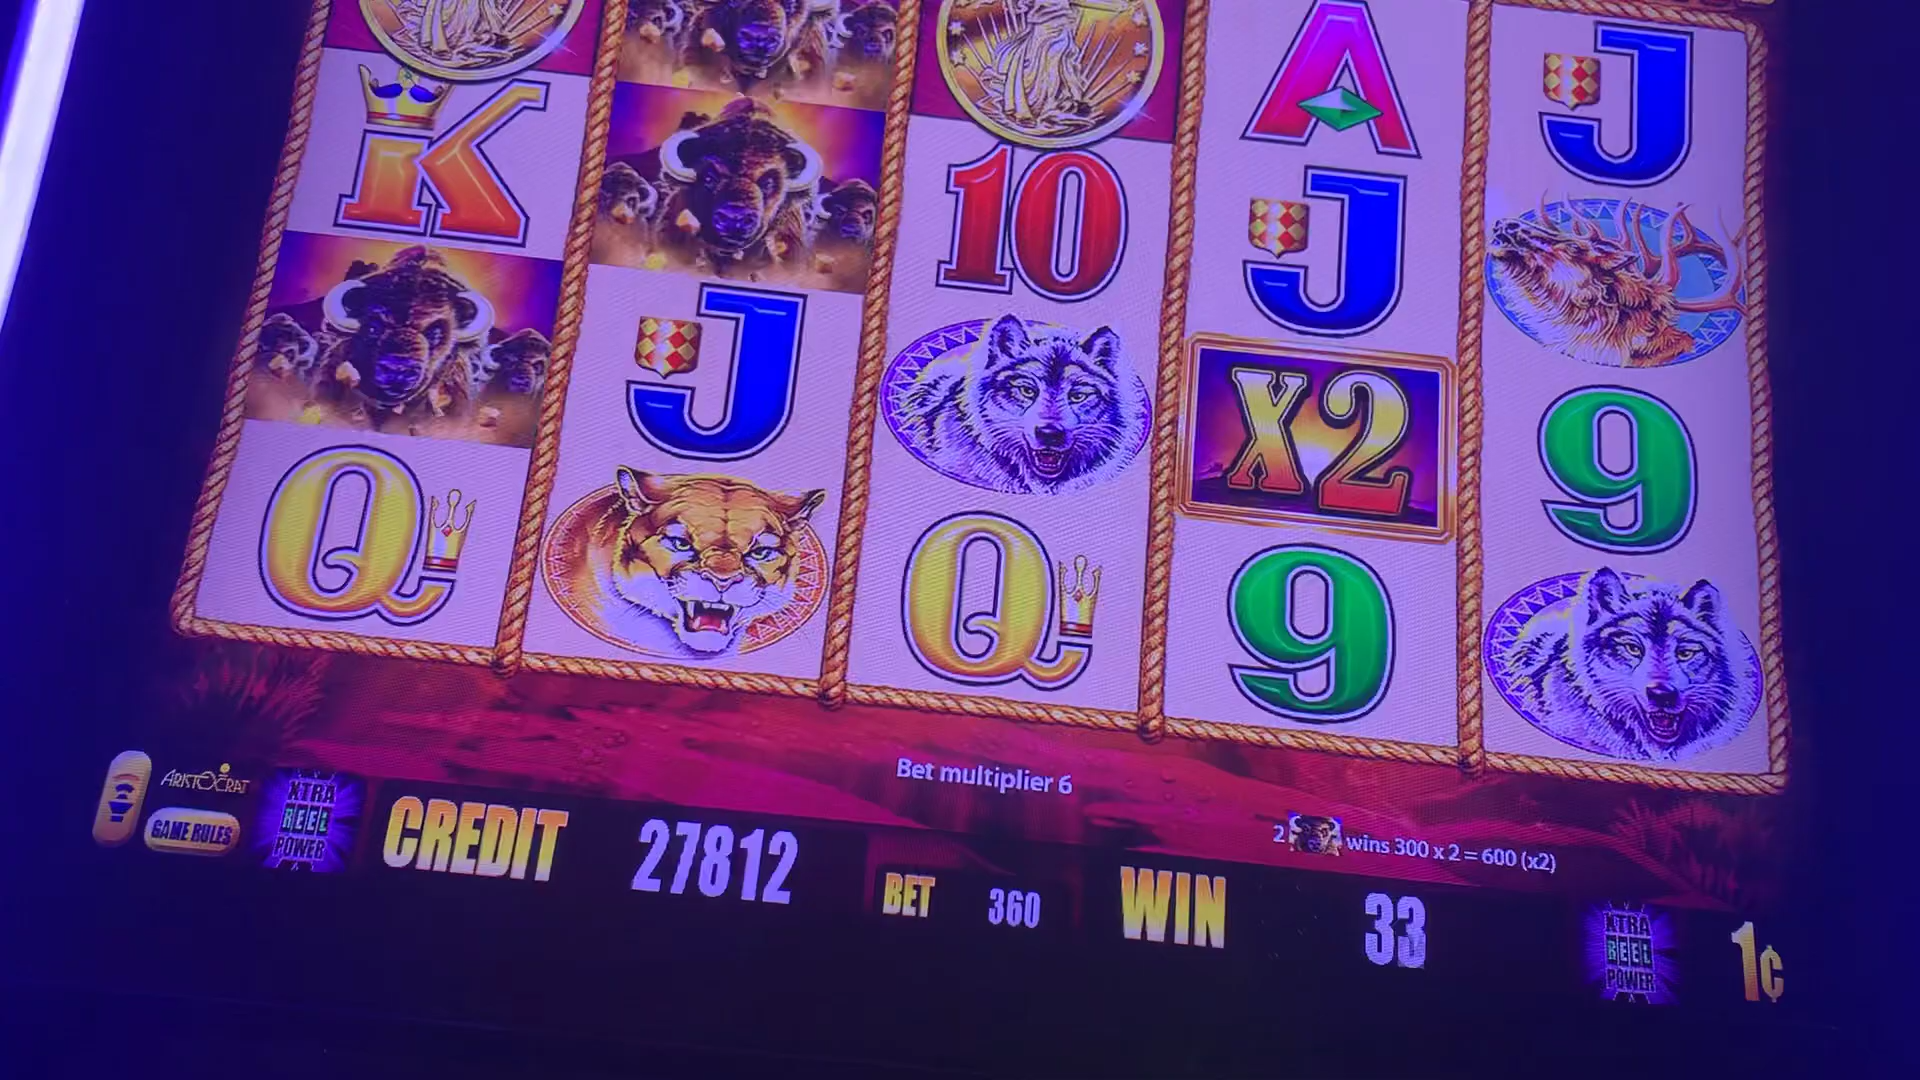 A J
K 10 J
J X2 9
Q Q 9
Bet multiplier 6
2 wins 300 x 2 = 600 (x2)
ARISTOCRAT
GAME RULES
XTRA
REEL
POWER
CREDIT 27812 BET 360 WIN 33
XTRA
REEL
POWER
1¢